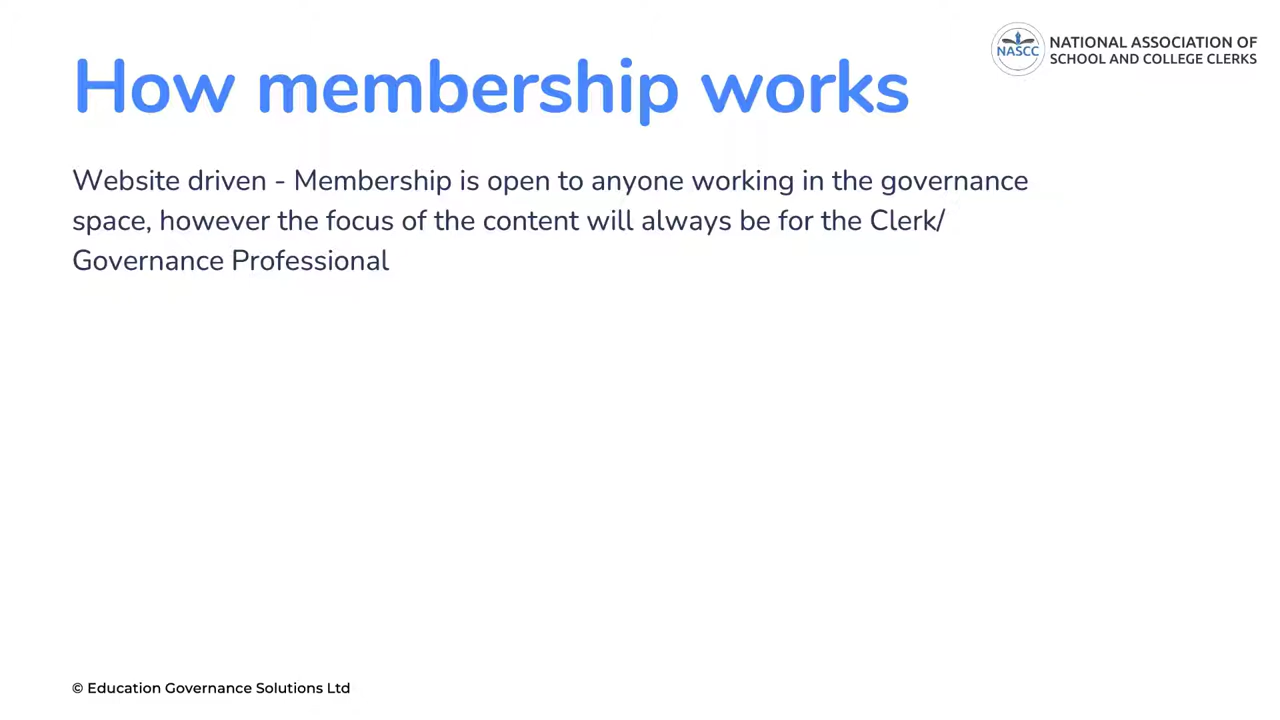 NASCC
NATIONAL ASSOCIATION OF
SCHOOL AND COLLEGE CLERKS
How membership works
Website driven - Membership is open to anyone working in the governance
space, however the focus of the content will always be for the Clerk/
Governance Professional
© Education Governance Solutions Ltd